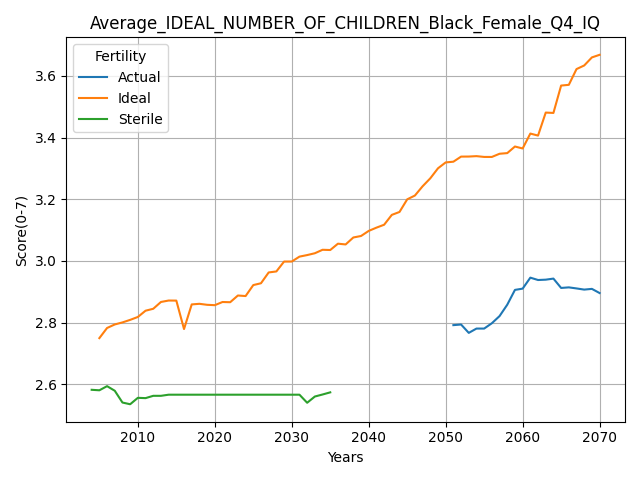 Average_IDEAL_NUMBER_OF_CHILDREN_Black_Female_Q4_IQ
Fertility
Actual
Ideal
Sterile
3.6
3.4
3.2
3.0
2.8
2.6
Score(0-7)
2010 2020 2030 2040 2050 2060 2070
Years